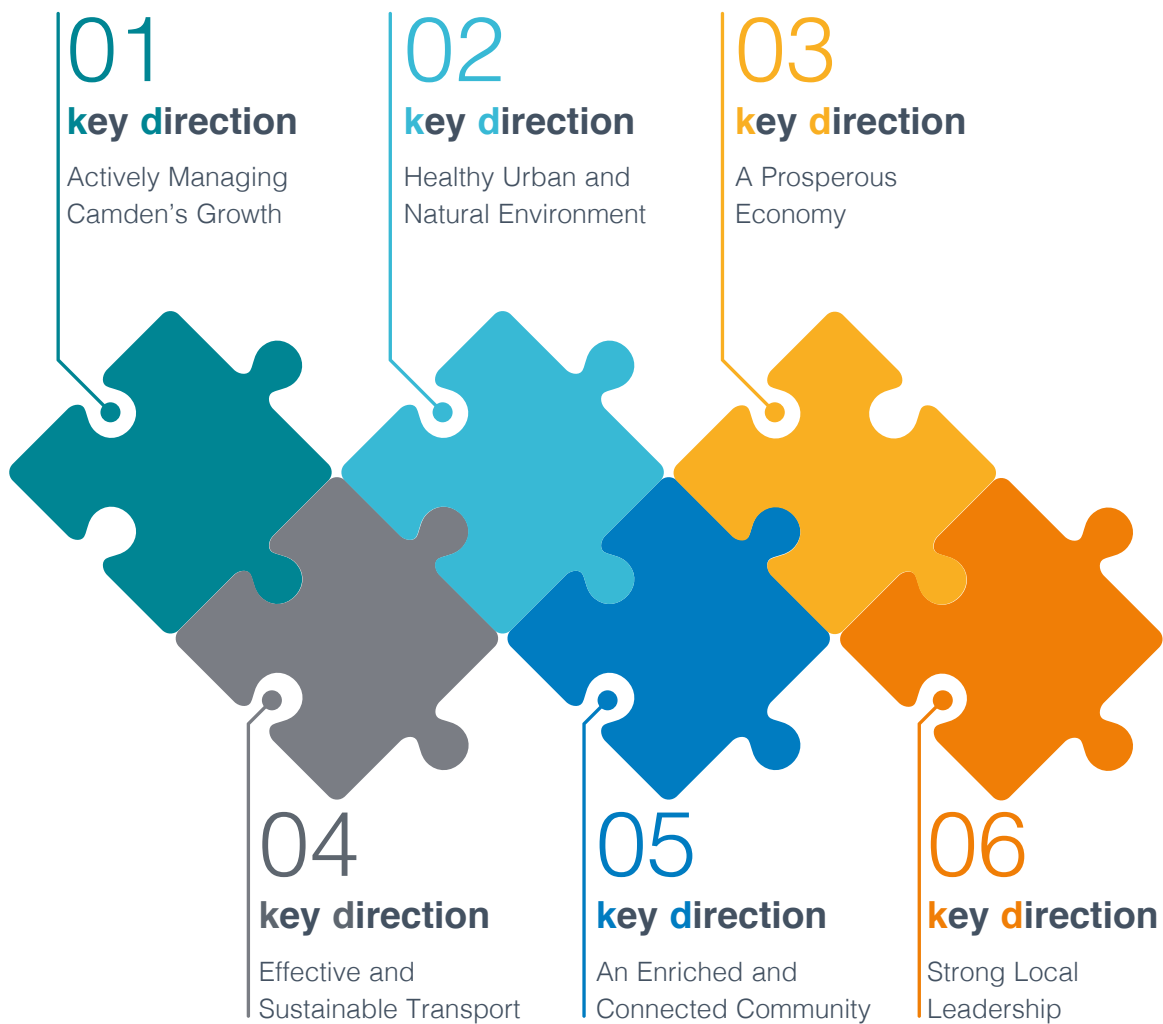 01
key direction
Actively Managing
Camden's Growth
02
key direction
Healthy Urban and
Natural Environment
03
key direction
A Prosperous
Economy
04
key direction
Effective and
Sustainable Transport
05
key direction
An Enriched and
Connected Community
06
key direction
Strong Local
Leadership